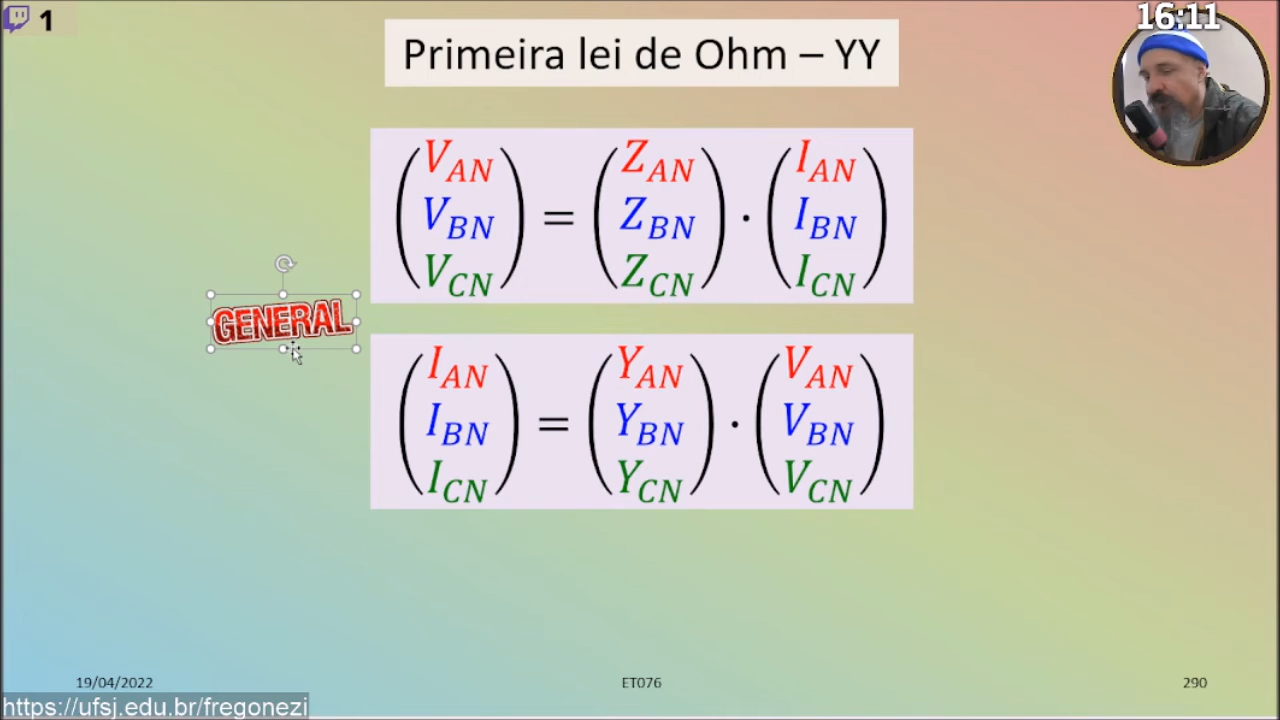 1
16:11
Primeira lei de Ohm – YY
(V_AN V_BN V_CN) = (Z_AN Z_BN Z_CN) · (I_AN I_BN I_CN)
GENERAL
(I_AN I_BN I_CN) = (Y_AN Y_BN Y_CN) · (V_AN V_BN V_CN)
19/04/2022 ET076 290
https://ufsj.edu.br/fregonezi